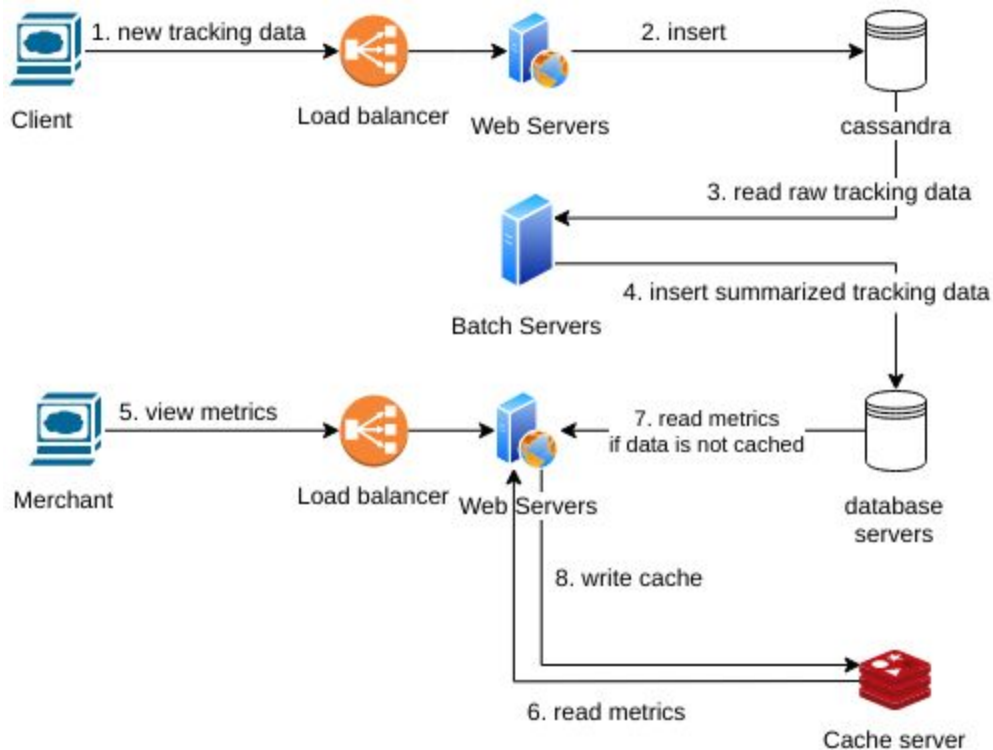 1. new tracking data
2. insert
Client
Load balancer
Web Servers
cassandra
3. read raw tracking data
4. insert summarized tracking data
Batch Servers
5. view metrics
7. read metrics
if data is not cached
Merchant
Load balancer
Web Servers
database
servers
8. write cache
6. read metrics
Cache server